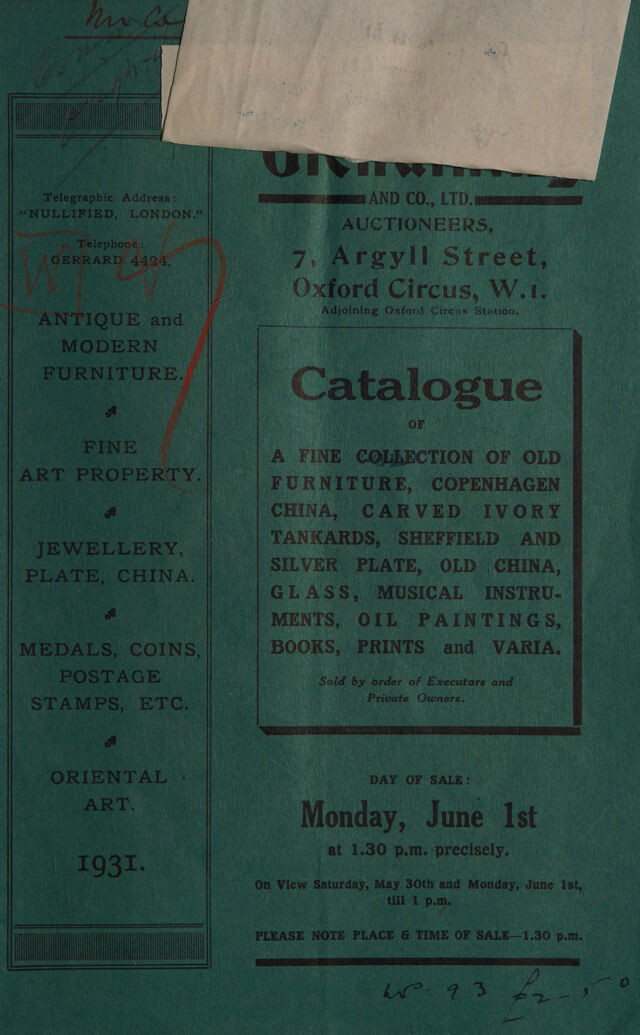 Telegraphic Address:
"NULLIFIED, LONDON."
Telephone:
GERRARD 4424.
ANTIQUE and
MODERN
FURNITURE.
FINE
ART PROPERTY.
JEWELLERY,
PLATE, CHINA.
MEDALS, COINS,
POSTAGE
STAMPS, ETC.
ORIENTAL
ART.
1931.
AND CO., LTD.
AUCTIONEERS,
7, Argyll Street,
Oxford Circus, W.1.
Adjoining Oxford Circus Station.
Catalogue
OF
A FINE COLLECTION OF OLD
FURNITURE, COPENHAGEN
CHINA, CARVED IVORY
TANKARDS, SHEFFIELD AND
SILVER PLATE, OLD CHINA,
GLASS, MUSICAL INSTRU-
MENTS, OIL PAINTINGS,
BOOKS, PRINTS and VARIA.
Sold by order of Executors and
Private Owners.
DAY OF SALE:
Monday, June 1st
at 1.30 p.m. precisely.
On View Saturday, May 30th and Monday, June 1st,
till 1 p.m.
PLEASE NOTE PLACE & TIME OF SALE—1.30 p.m.
93 £2-5-0